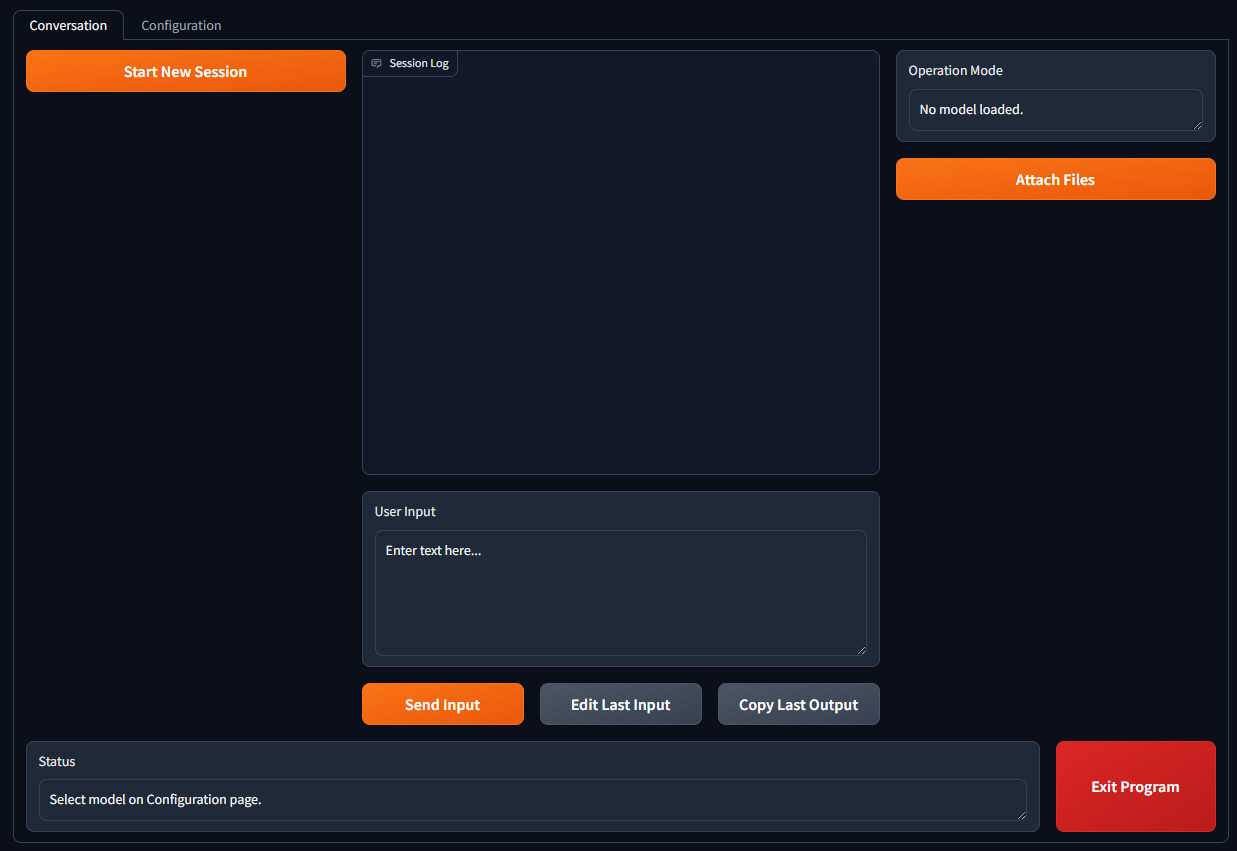 Conversation
Configuration
Start New Session
Session Log
Operation Mode
No model loaded.
Attach Files
User Input
Enter text here...
Send Input
Edit Last Input
Copy Last Output
Status
Select model on Configuration page.
Exit Program